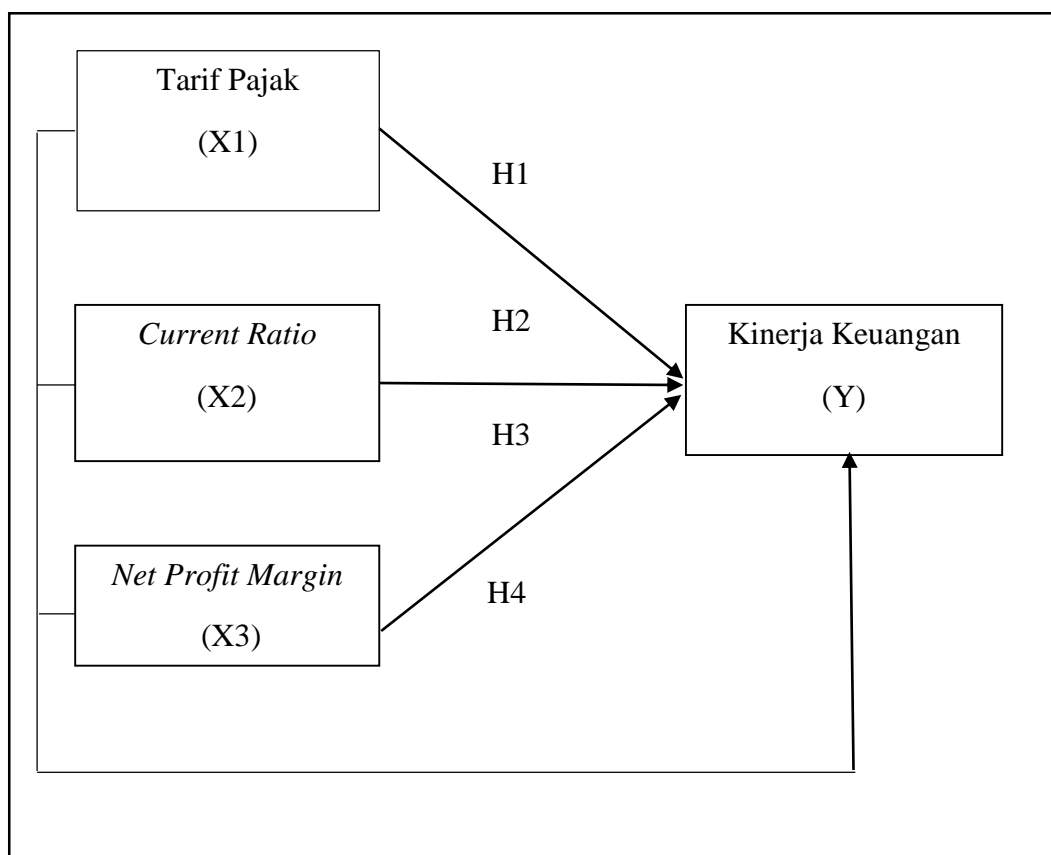 Tarif Pajak
(X1)
H1
Current Ratio
(X2)
H2
Kinerja Keuangan
(Y)
H3
Net Profit Margin
(X3)
H4